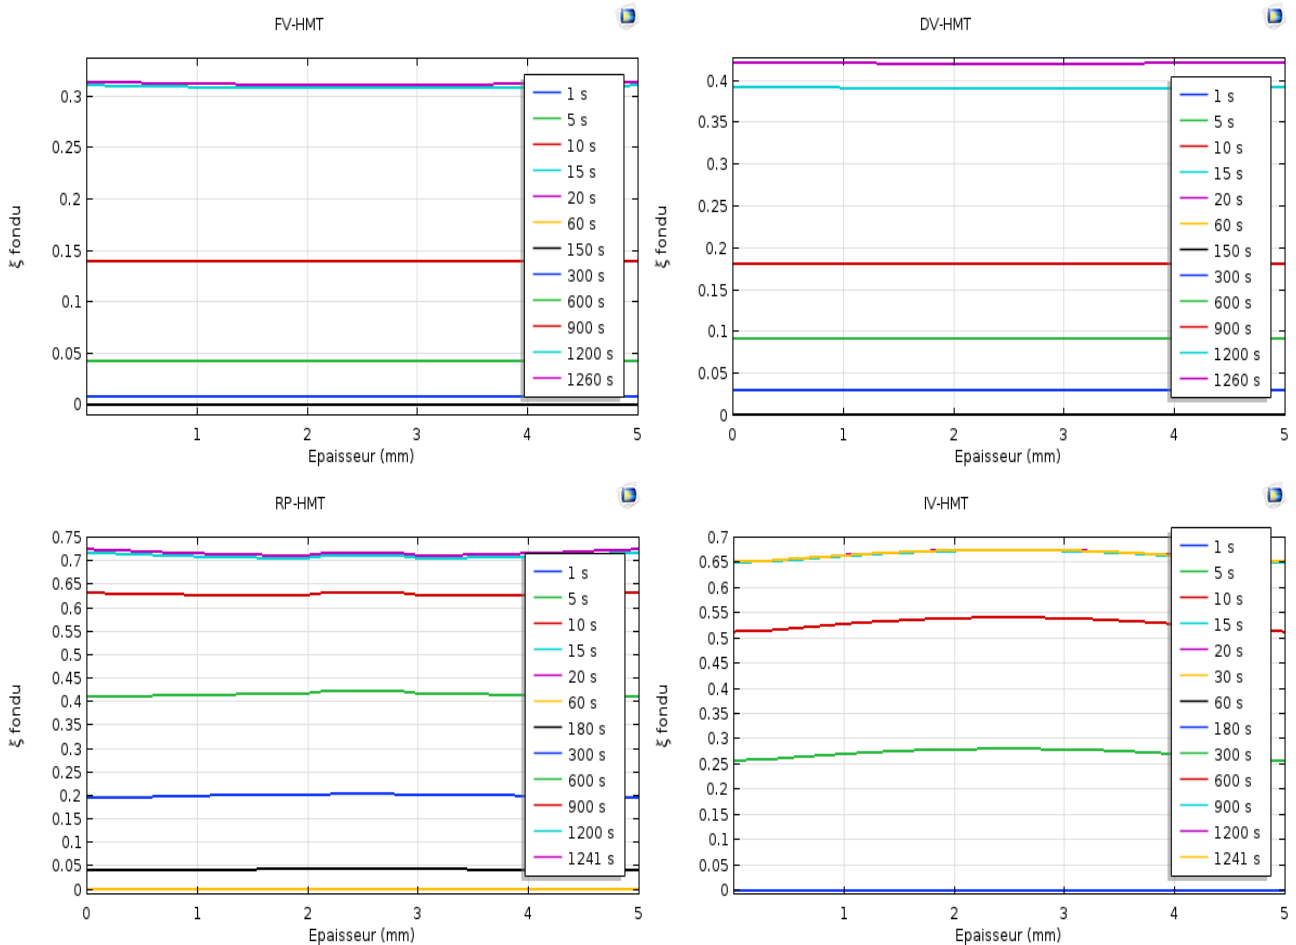 FV-HMT
ξ fondu
0.3
0.25
0.2
0.15
0.1
0.05
0
1 s
5 s
10 s
15 s
20 s
60 s
150 s
300 s
600 s
900 s
1200 s
1260 s
0 1 2 3 4 5
Epaisseur (mm)
DV-HMT
ξ fondu
0.4
0.35
0.3
0.25
0.2
0.15
0.1
0.05
0
1 s
5 s
10 s
15 s
20 s
60 s
150 s
300 s
600 s
900 s
1200 s
1260 s
0 1 2 3 4 5
Epaisseur (mm)
RP-HMT
ξ fondu
0.75
0.7
0.65
0.6
0.55
0.5
0.45
0.4
0.35
0.3
0.25
0.2
0.15
0.1
0.05
0
1 s
5 s
10 s
15 s
20 s
60 s
180 s
300 s
600 s
900 s
1200 s
1241 s
0 1 2 3 4 5
Epaisseur (mm)
IV-HMT
ξ fondu
0.7
0.65
0.6
0.55
0.5
0.45
0.4
0.35
0.3
0.25
0.2
0.15
0.1
0.05
0
1 s
5 s
10 s
15 s
20 s
30 s
60 s
180 s
300 s
600 s
900 s
1200 s
1241 s
0 1 2 3 4 5
Epaisseur (mm)